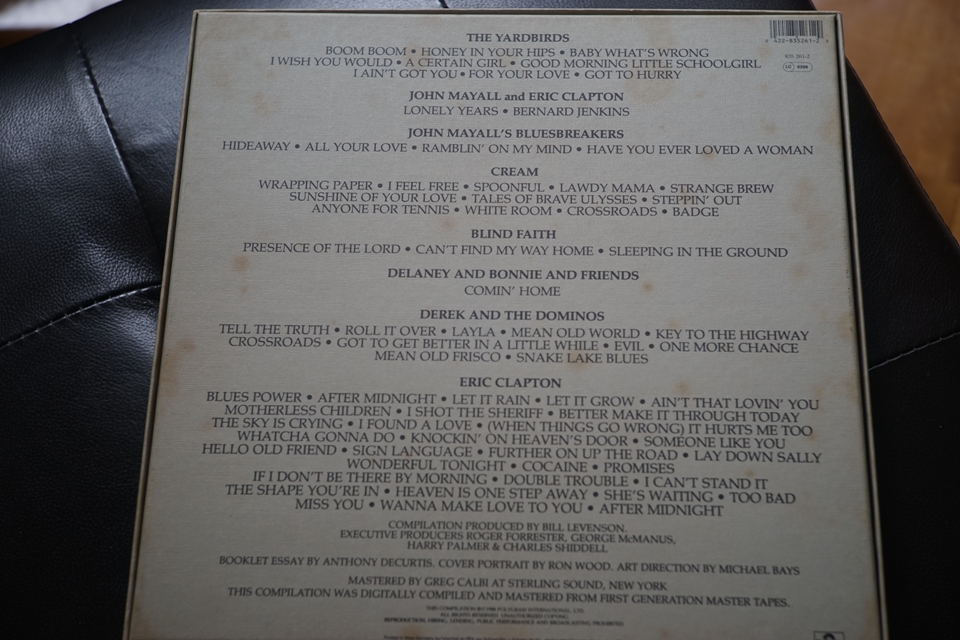 THE YARDBIRDS
BOOM BOOM • HONEY IN YOUR HIPS • BABY WHAT'S WRONG
I WISH YOU WOULD • A CERTAIN GIRL • GOOD MORNING LITTLE SCHOOLGIRL
I AIN'T GOT YOU • FOR YOUR LOVE • GOT TO HURRY
JOHN MAYALL and ERIC CLAPTON
LONELY YEARS • BERNARD JENKINS
JOHN MAYALL'S BLUESBREAKERS
HIDEAWAY • ALL YOUR LOVE • RAMBLIN' ON MY MIND • HAVE YOU EVER LOVED A WOMAN
CREAM
WRAPPING PAPER • I FEEL FREE • SPOONFUL • LAWDY MAMA • STRANGE BREW
SUNSHINE OF YOUR LOVE • TALES OF BRAVE ULYSSES • STEPPIN' OUT
ANYONE FOR TENNIS • WHITE ROOM • CROSSROADS • BADGE
BLIND FAITH
PRESENCE OF THE LORD • CAN'T FIND MY WAY HOME • SLEEPING IN THE GROUND
DELANEY AND BONNIE AND FRIENDS
COMIN' HOME
DEREK AND THE DOMINOS
TELL THE TRUTH • ROLL IT OVER • LAYLA • MEAN OLD WORLD • KEY TO THE HIGHWAY
CROSSROADS • GOT TO GET BETTER IN A LITTLE WHILE • EVIL • ONE MORE CHANCE
MEAN OLD FRISCO • SNAKE LAKE BLUES
ERIC CLAPTON
BLUES POWER • AFTER MIDNIGHT • LET IT RAIN • LET IT GROW • AIN'T THAT LOVIN' YOU
MOTHERLESS CHILDREN • I SHOT THE SHERIFF • BETTER MAKE IT THROUGH TODAY
THE SKY IS CRYING • I FOUND A LOVE • (WHEN THINGS GO WRONG) IT HURTS ME TOO
WHATCHA GONNA DO • KNOCKIN' ON HEAVEN'S DOOR • SOMEONE LIKE YOU
HELLO OLD FRIEND • SIGN LANGUAGE • FURTHER ON UP THE ROAD • LAY DOWN SALLY
WONDERFUL TONIGHT • COCAINE • PROMISES
IF I DON'T BE THERE BY MORNING • DOUBLE TROUBLE • I CAN'T STAND IT
THE SHAPE YOU'RE IN • HEAVEN IS ONE STEP AWAY • SHE'S WAITING • TOO BAD
MISS YOU • WANNA MAKE LOVE TO YOU • AFTER MIDNIGHT
COMPILATION PRODUCED BY BILL LEVENSON.
EXECUTIVE PRODUCERS ROGER FORRESTER, GEORGE McMANUS,
HARRY PALMER & CHARLES SHIDDELL
BOOKLET ESSAY BY ANTHONY DECURTIS. COVER PORTRAIT BY RON WOOD. ART DIRECTION BY MICHAEL BAYS
MASTERED BY GREG CALBI AT STERLING SOUND, NEW YORK
THIS COMPILATION WAS DIGITALLY COMPILED AND MASTERED FROM FIRST GENERATION MASTER TAPES.
ALL RIGHTS RESERVED. UNAUTHORIZED COPYING,
REPRODUCTION, HIRING, LENDING, PUBLIC PERFORMANCE AND BROADCASTING PROHIBITED